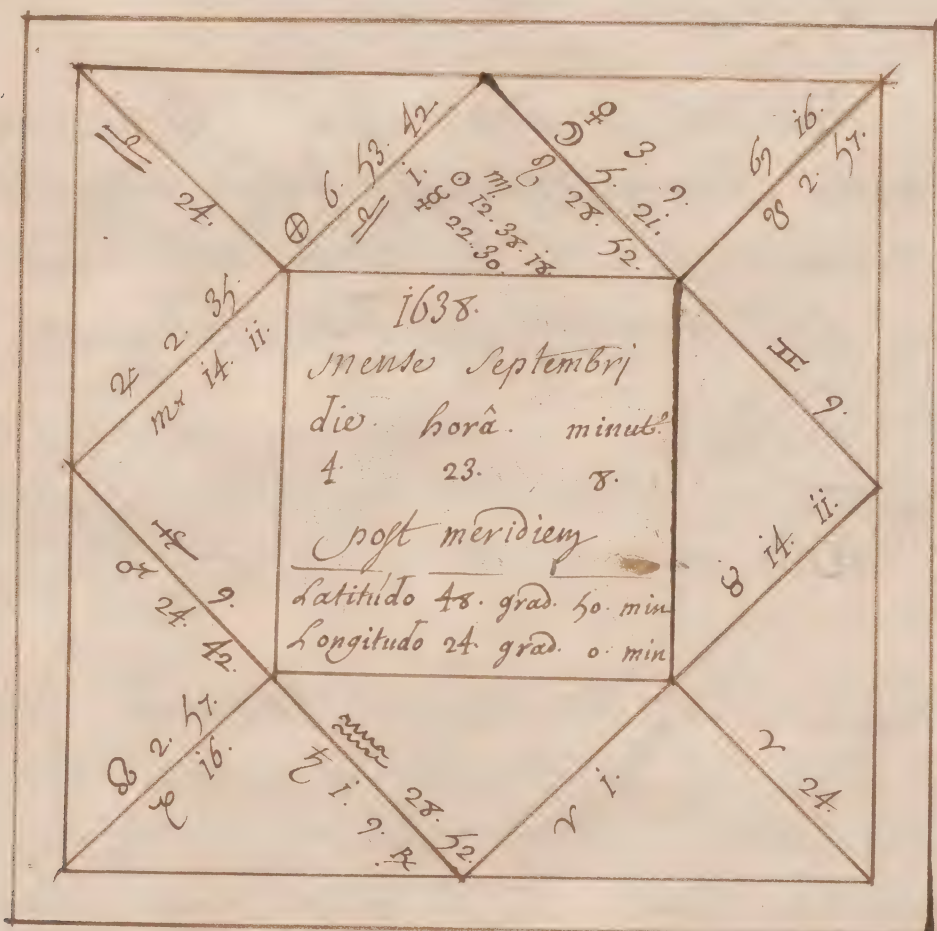 ♎ 24.
⊕ 6. 53. 42
♎ 1.
♍
☉ 12. 38. 18.
☿ 22. 30.
♀ 3. 9.
☽ 5. 21.
♌ 28. 52.
♋ 16.
☋ 2. 57.
♃ 2. 35.
♏ 14. 11.
1638.
mense Septembrj
die. horâ. minut.º
4. 23. 8.
post meridiem
Latitúdo 48. grad. 50. min
Longitudo 24. grad. 0. min
♊ 9.
♉ 14. 11.
♐ 9.
♂ 24. 42.
☊ 2. 57.
♑ 16.
♒ 28. 52.
♄ 1. 9. ℞
♈ 1.
♈ 24.